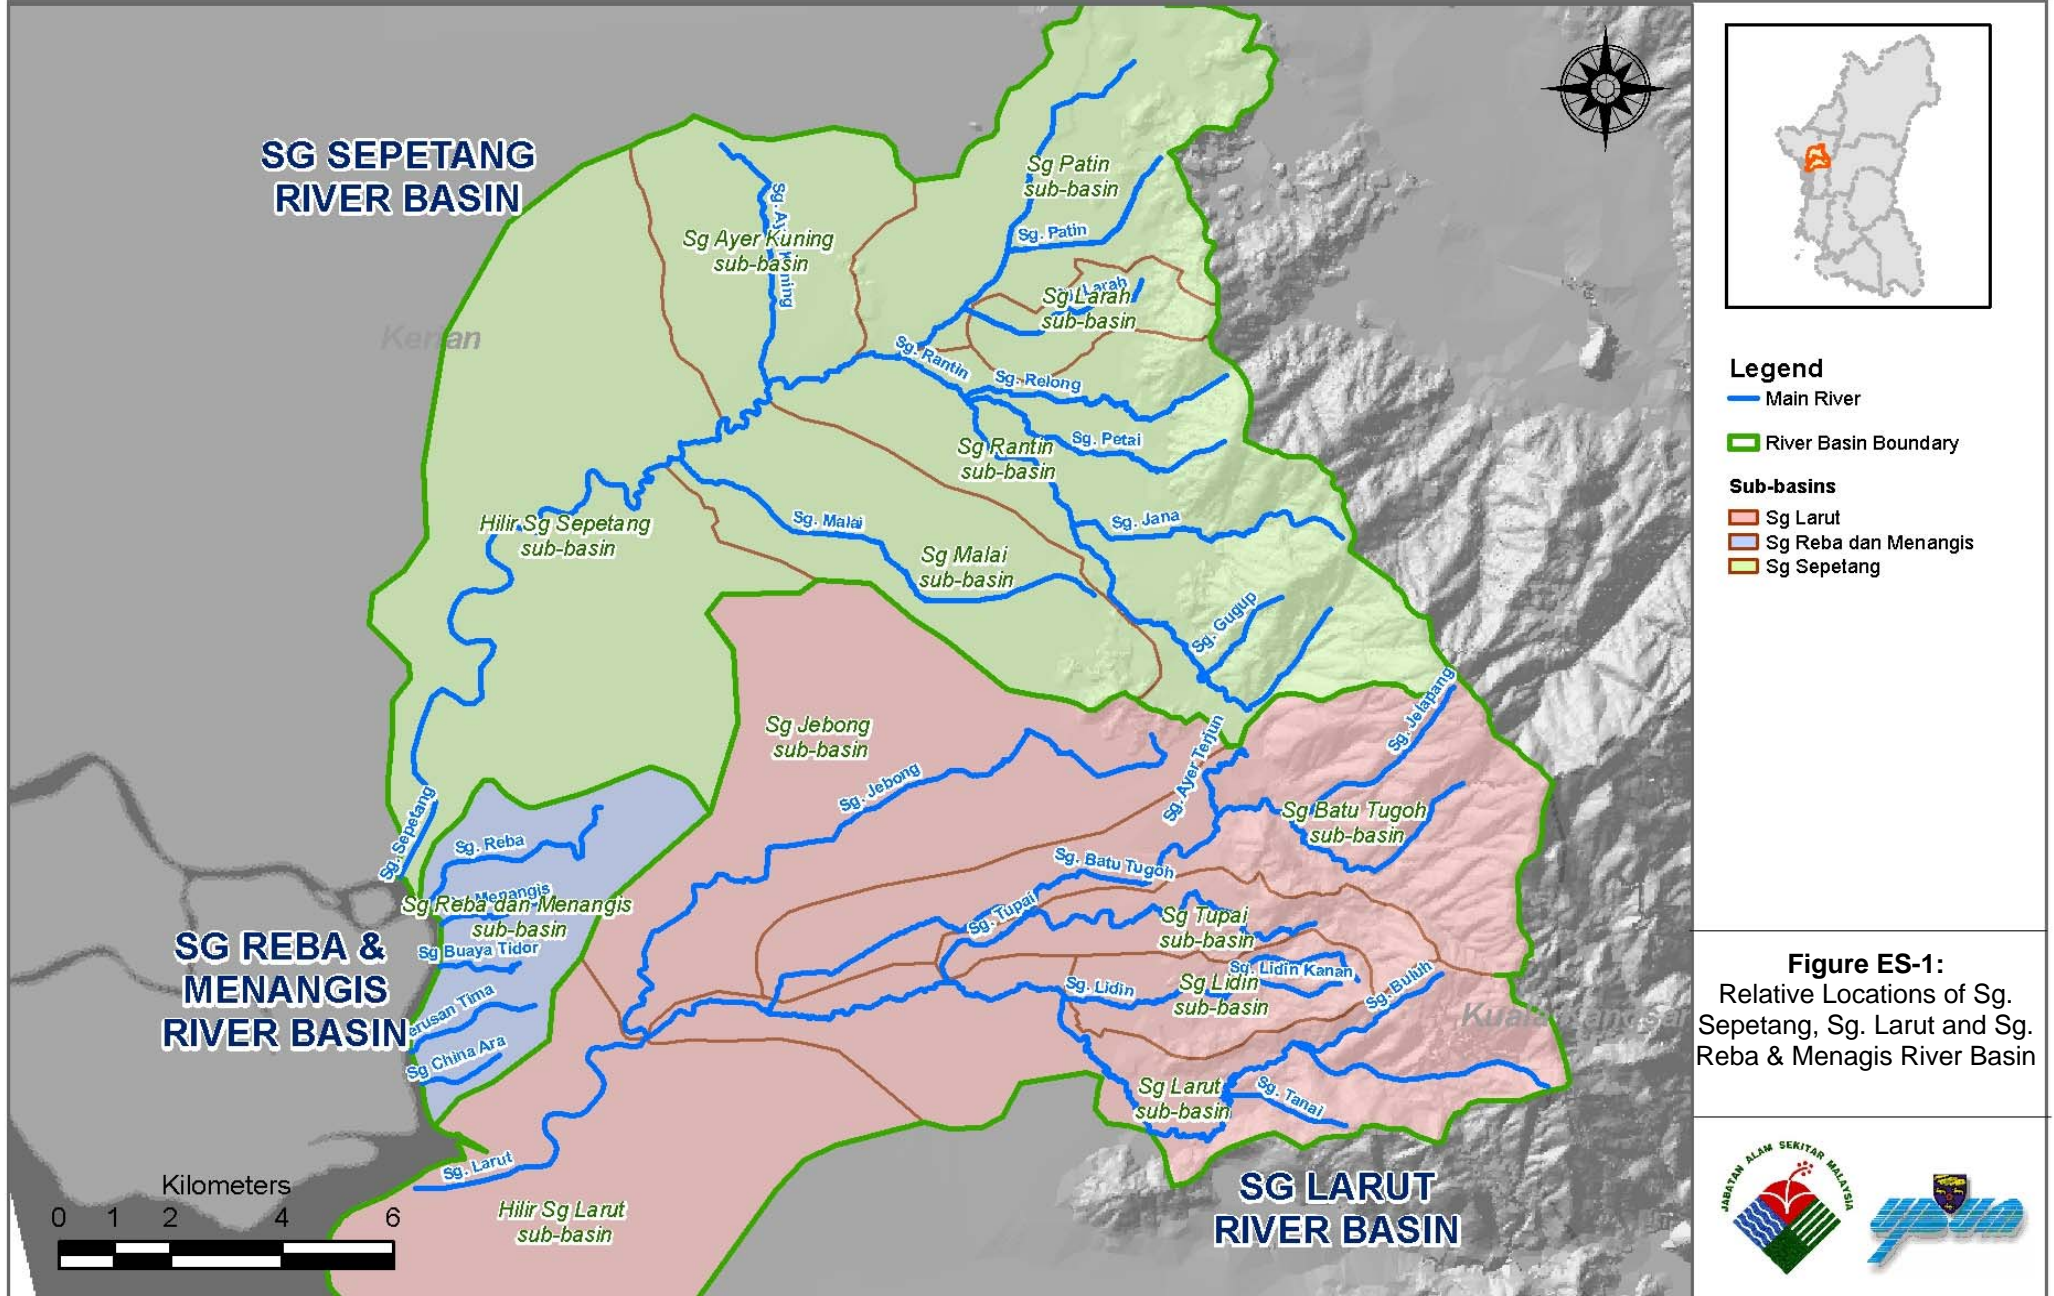 SG SEPETANG
RIVER BASIN
Sg Patin
sub-basin
Sg. Patin
Sg Ayer Kuning
sub-basin
Sg. Larah
Sg Larah
sub-basin
Kerian
Sg. Rantin
Sg. Relong
Sg. Petai
Sg Rantin
sub-basin
Hilir Sg Sepetang
sub-basin
Sg. Malai
Sg. Jana
Sg Malai
sub-basin
Sg. Gugup
Sg. Jelapang
Sg Jebong
sub-basin
Sg. Ayer Terjun
Sg. Jebong
Sg Batu Tugoh
sub-basin
Sg. Sepetang
Sg. Reba
Sg. Batu Tugoh
Menangis
Sg Reba dan Menangis
sub-basin
Sg. Tupai
Sg Tupai
sub-basin
SG REBA &
MENANGIS
RIVER BASIN
Sg Buaya Tidor
Sg. Lidin Kanan
Sg. Lidin
Sg Lidin
sub-basin
Sg. Buluh
erusan Tima
Sg China Ara
Sg Larut
sub-basin
Sg. Tanai
Sg. Larut
Hilir Sg Larut
sub-basin
SG LARUT
RIVER BASIN
Kilometers
0 1 2 4 6
Legend
Main River
River Basin Boundary
Sub-basins
Sg Larut
Sg Reba dan Menangis
Sg Sepetang
Figure ES-1:
Relative Locations of Sg.
Sepetang, Sg. Larut and Sg.
Reba & Menagis River Basin
JABATAN ALAM SEKITAR MALAYSIA